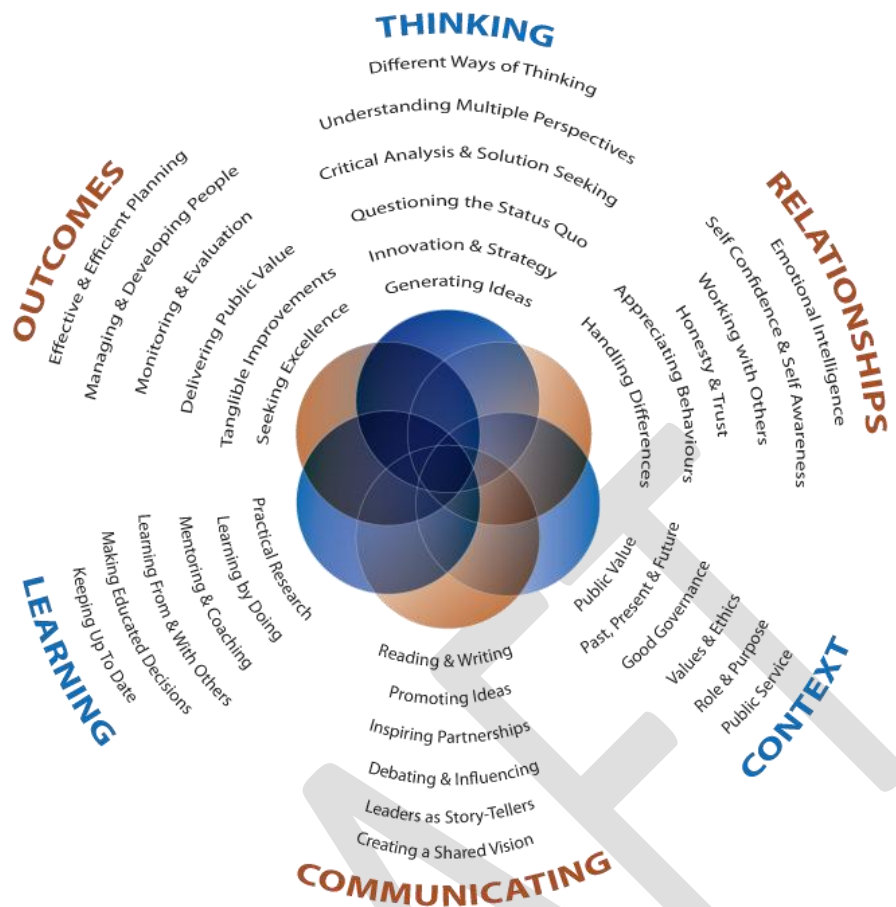 THINKING
Different Ways of Thinking
Understanding Multiple Perspectives
Critical Analysis & Solution Seeking
Questioning the Status Quo
Innovation & Strategy
Generating Ideas
RELATIONSHIPS
Emotional Intelligence
Self Confidence & Self Awareness
Working with Others
Honesty & Trust
Appreciating Behaviours
Handling Differences
CONTEXT
Public Service
Role & Purpose
Values & Ethics
Good Governance
Past, Present & Future
Public Value
Reading & Writing
Promoting Ideas
Inspiring Partnerships
Debating & Influencing
Leaders as Story-Tellers
Creating a Shared Vision
COMMUNICATING
LEARNING
Keeping Up To Date
Making Educated Decisions
Learning From & With Others
Mentoring & Coaching
Learning by Doing
Practical Research
OUTCOMES
Effective & Efficient Planning
Managing & Developing People
Monitoring & Evaluation
Delivering Public Value
Tanglible Improvements
Seeking Excellence